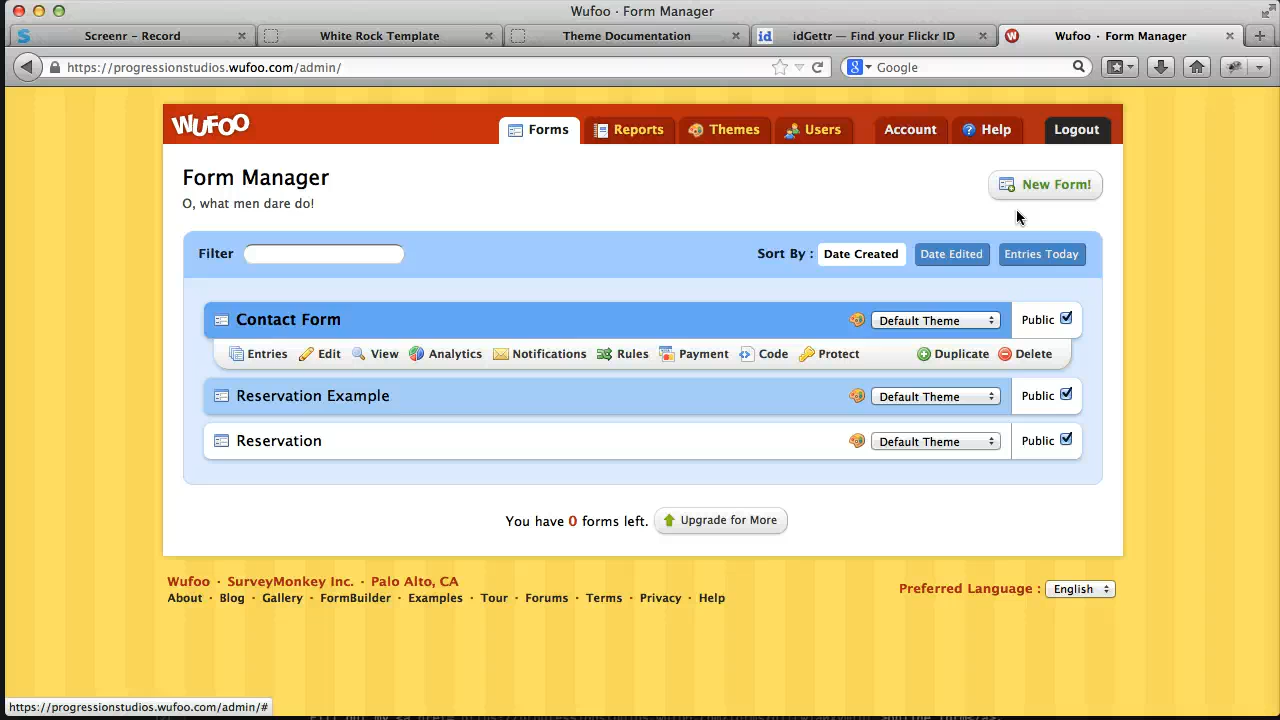 Wufoo · Form Manager
Screenr - Record
White Rock Template
Theme Documentation
id
idGettr — Find your Flickr ID
Wufoo · Form Manager
https://progressionstudios.wufoo.com/admin/
Google
WUFOO
Forms
Reports
Themes
Users
Account
Help
Logout
Form Manager
New Form!
O, what men dare do!
Filter
Sort By :
Date Created
Date Edited
Entries Today
Contact Form
Default Theme
Public
Entries
Edit
View
Analytics
Notifications
Rules
Payment
Code
Protect
Duplicate
Delete
Reservation Example
Default Theme
Public
Reservation
Default Theme
Public
You have 0 forms left.
Upgrade for More
Wufoo · SurveyMonkey Inc. · Palo Alto, CA
About · Blog · Gallery · FormBuilder · Examples · Tour · Forums · Terms · Privacy · Help
Preferred Language :
English
https://progressionstudios.wufoo.com/admin/#